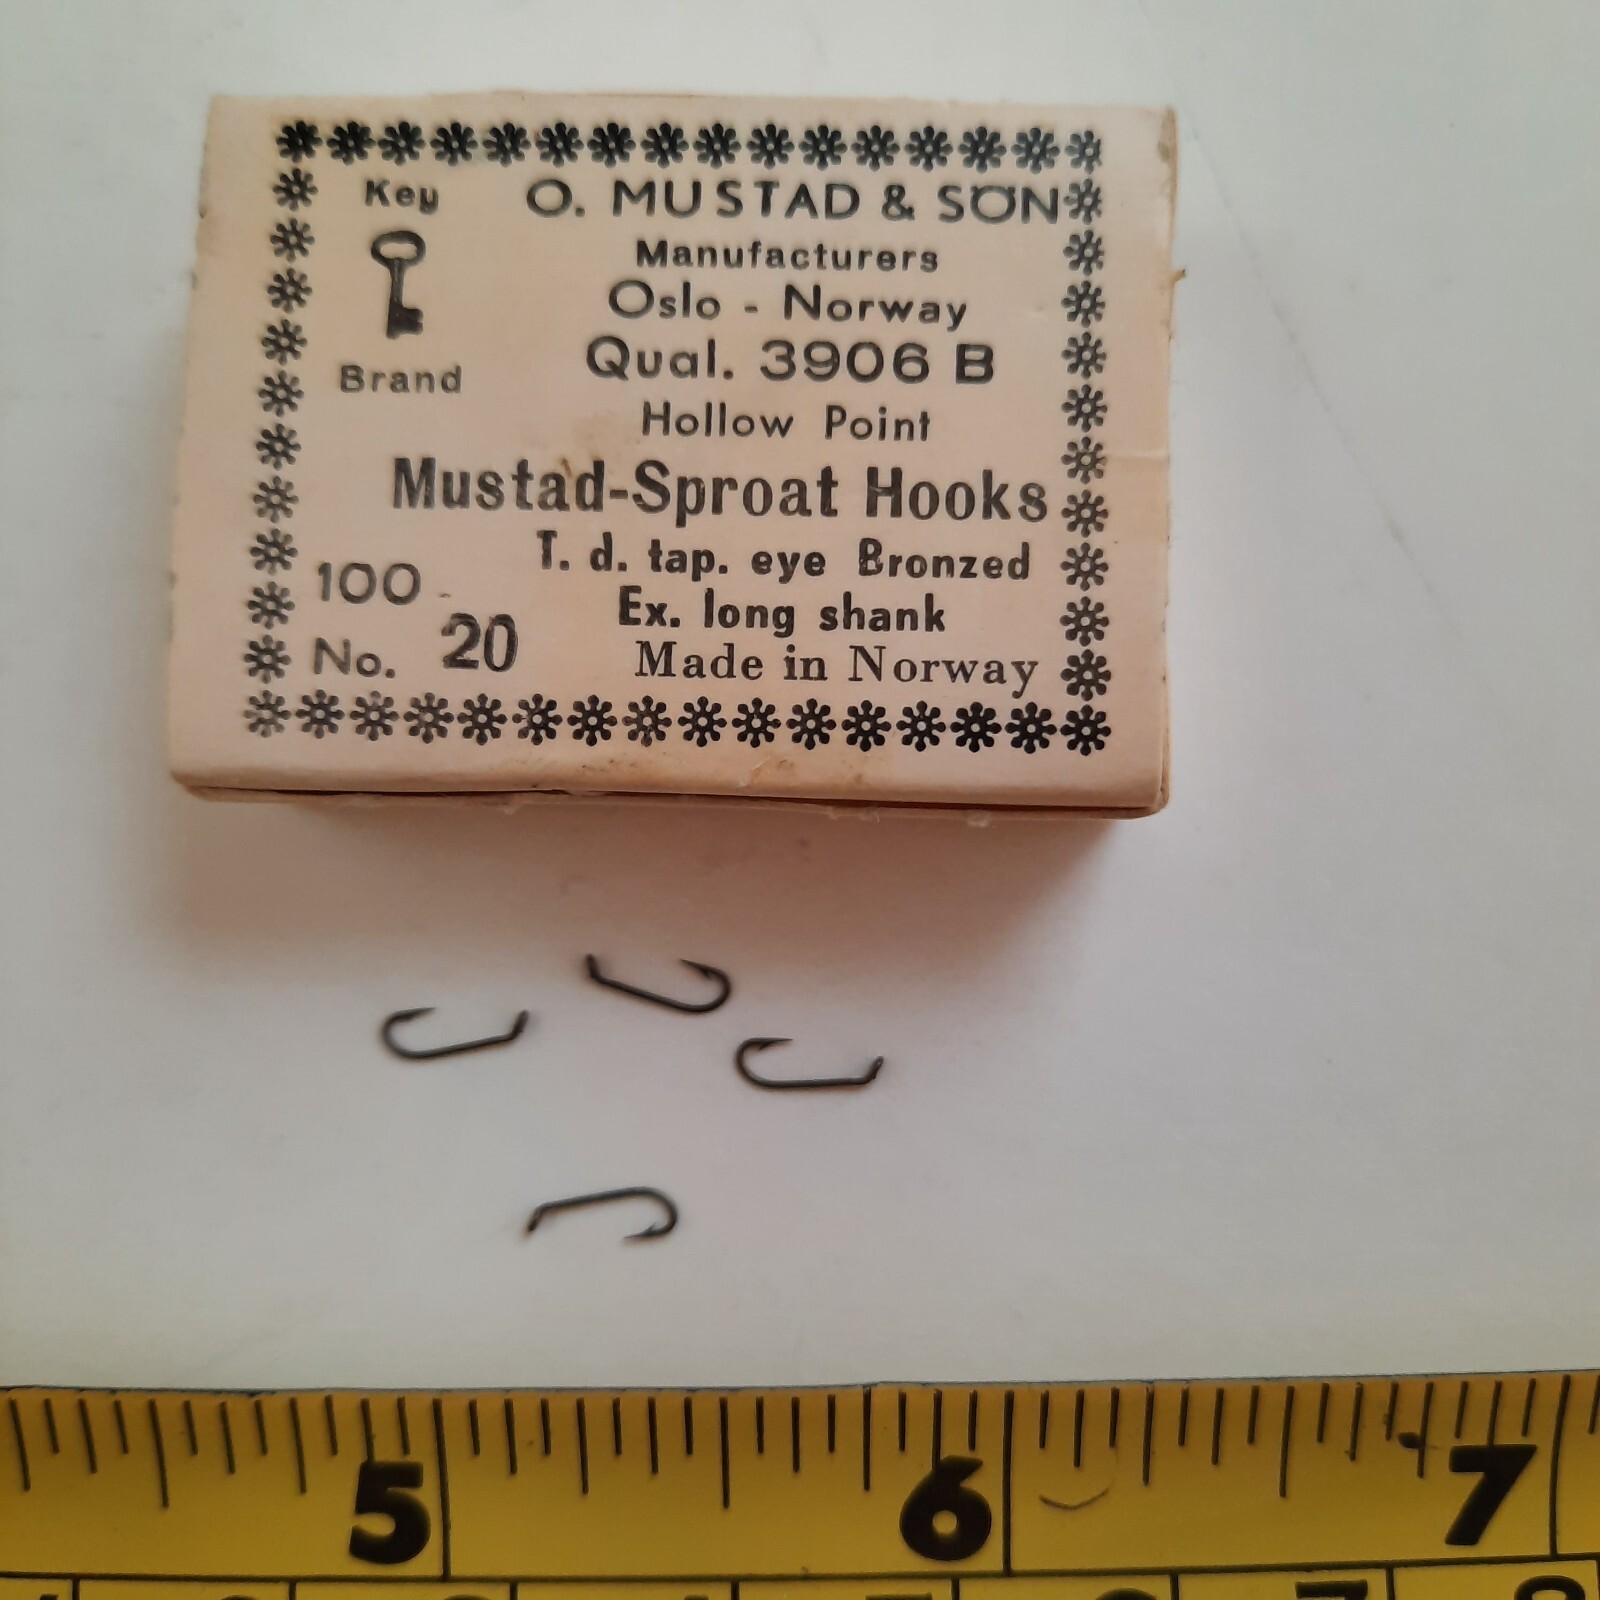 Key
Brand
O. MUSTAD & SÖN
Manufacturers
Oslo - Norway
Qual. 3906 B
Hollow Point
Mustad-Sproat Hooks
T. d. tap. eye Bronzed
Ex. long shank
100
No. 20
Made in Norway
5 6 7